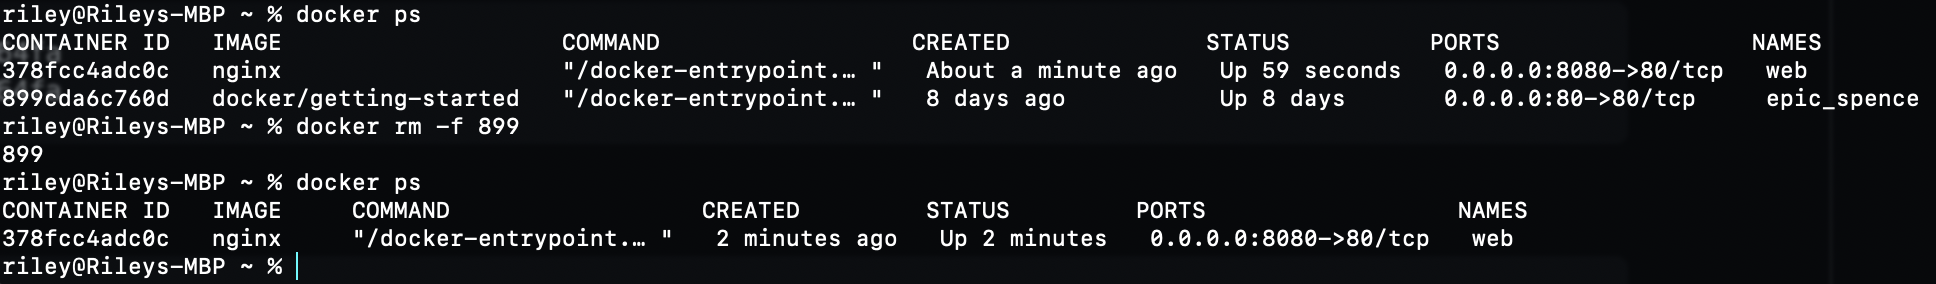 riley@Rileys-MBP ~ % docker ps
CONTAINER ID   IMAGE                    COMMAND                  CREATED              STATUS          PORTS                  NAMES
378fcc4adc0c   nginx                    "/docker-entrypoint.… "   About a minute ago   Up 59 seconds   0.0.0.0:8080->80/tcp   web
899cda6c760d   docker/getting-started   "/docker-entrypoint.… "   8 days ago           Up 8 days       0.0.0.0:80->80/tcp     epic_spence
riley@Rileys-MBP ~ % docker rm -f 899
899
riley@Rileys-MBP ~ % docker ps
CONTAINER ID   IMAGE     COMMAND                  CREATED         STATUS         PORTS                  NAMES
378fcc4adc0c   nginx     "/docker-entrypoint.… "   2 minutes ago   Up 2 minutes   0.0.0.0:8080->80/tcp   web
riley@Rileys-MBP ~ %